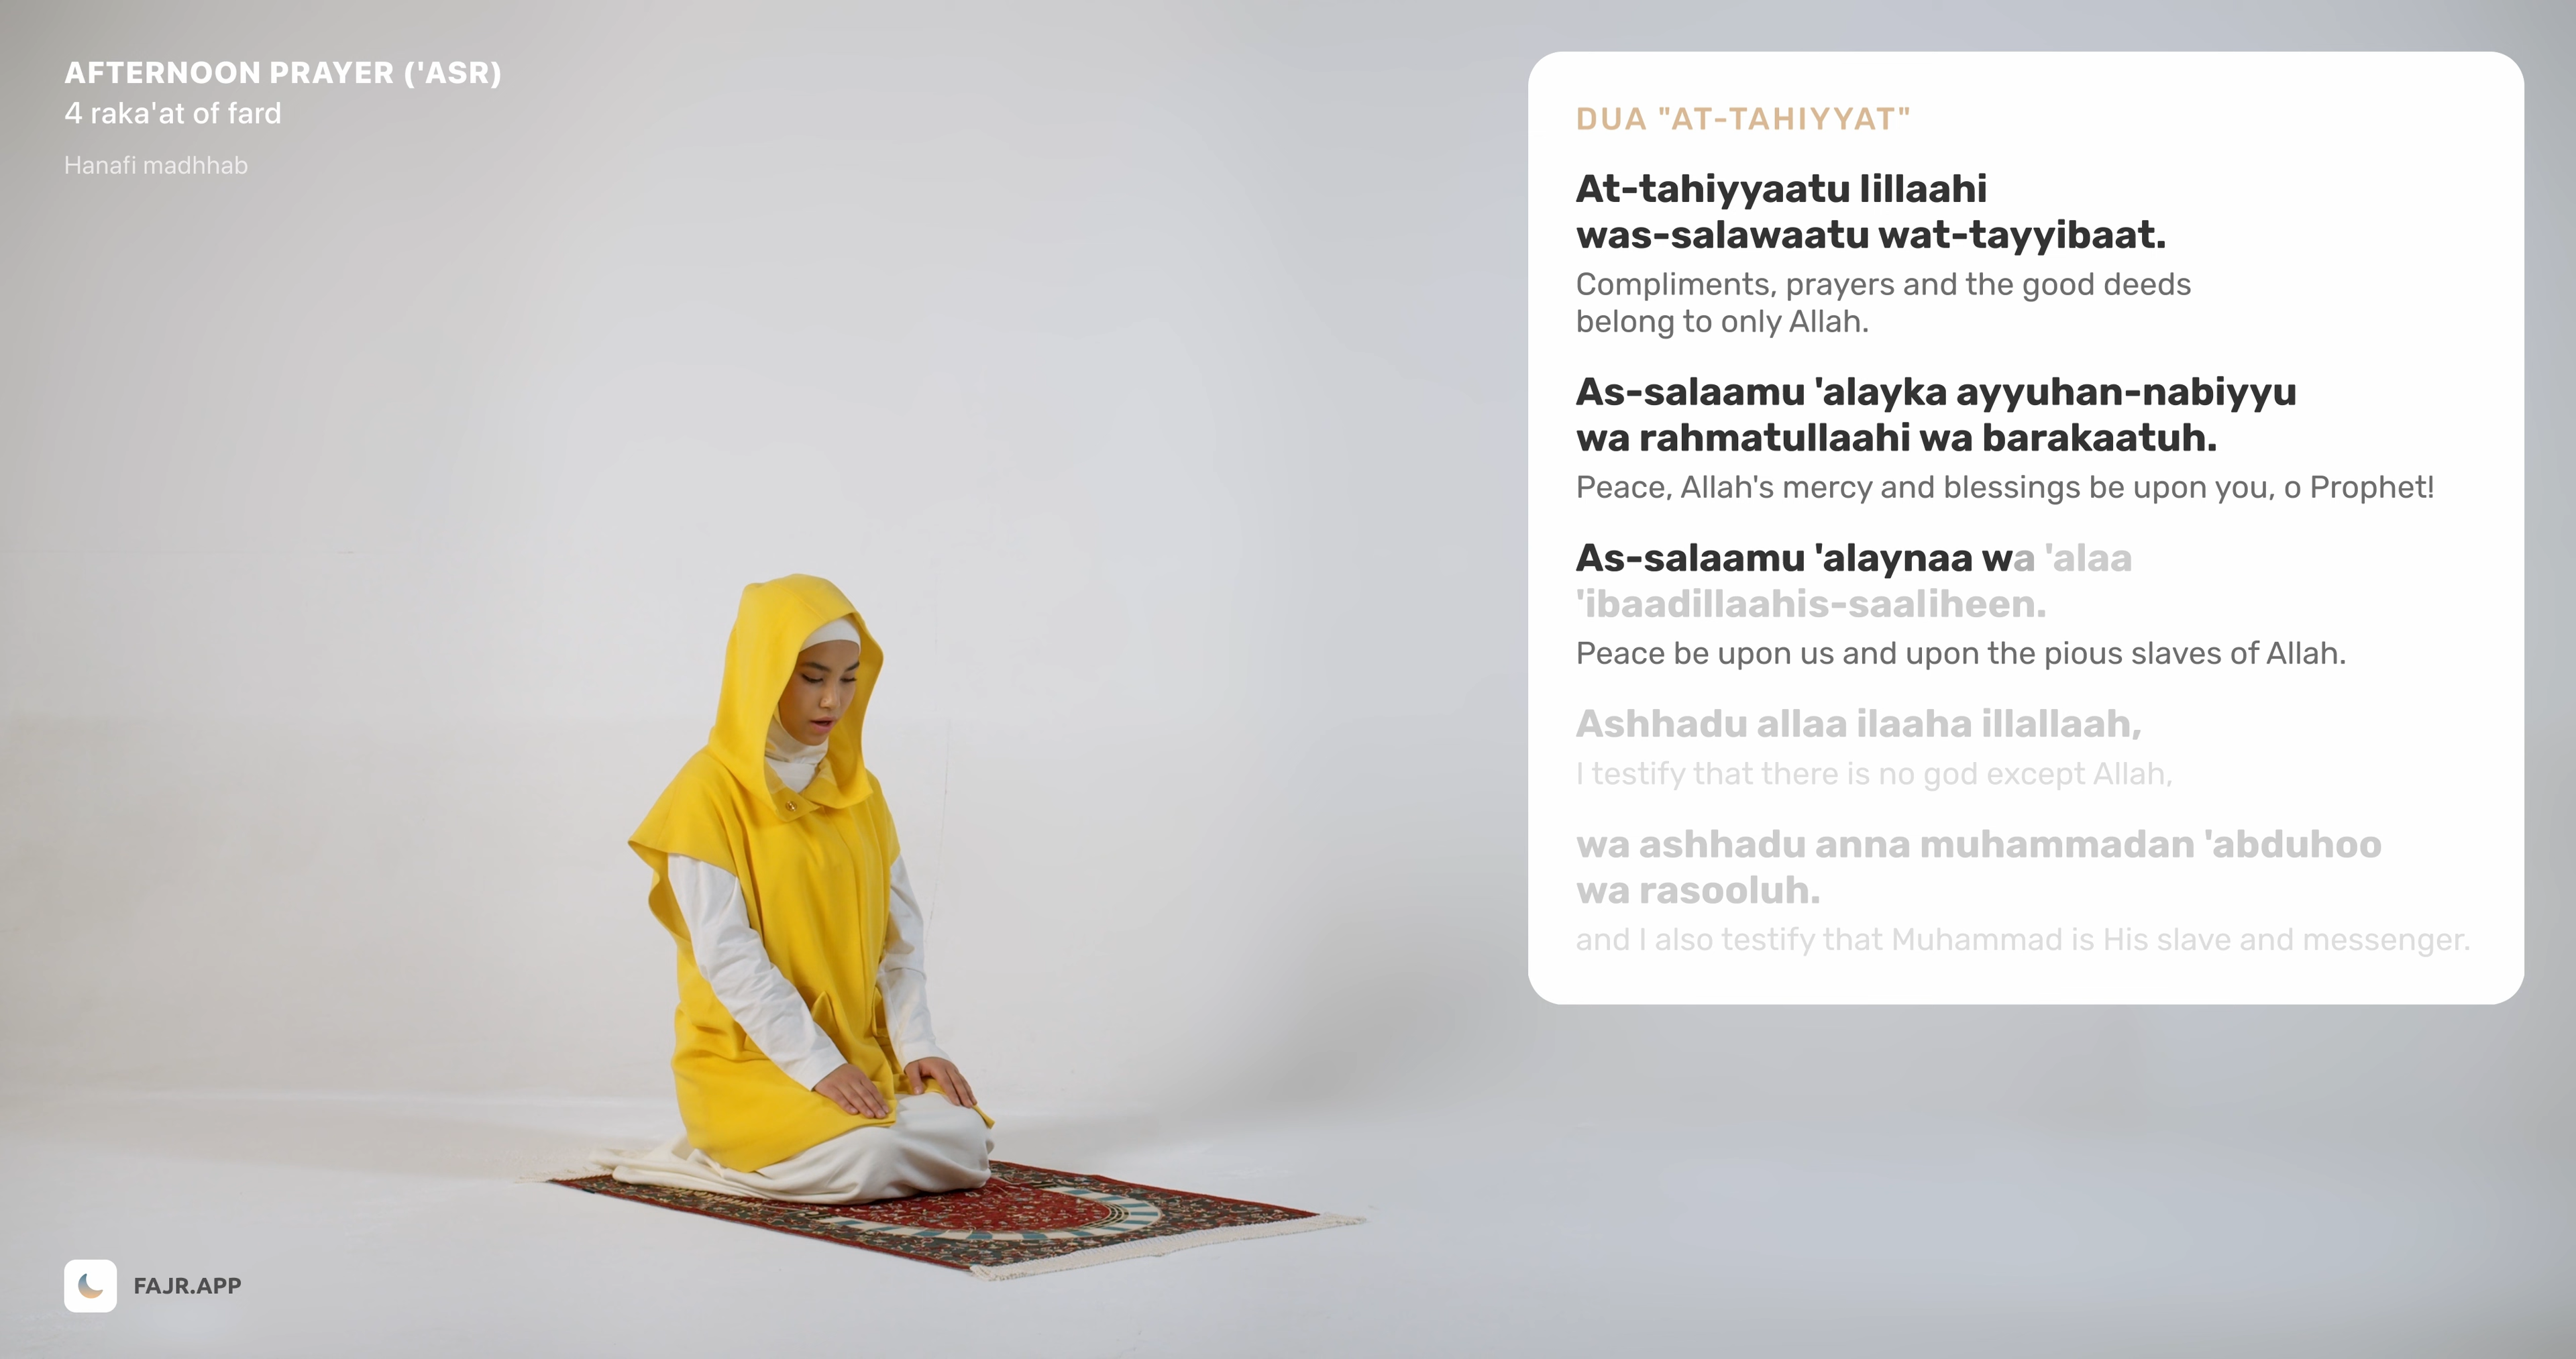 AFTERNOON PRAYER ('ASR)
4 raka'at of fard
Hanafi madhhab
DUA "AT-TAHIYYAT"
At-tahiyyaatu lillaahi
was-salawaatu wat-tayyibaat.
Compliments, prayers and the good deeds
belong to only Allah.
As-salaamu 'alayka ayyuhan-nabiyyu
wa rahmatullaahi wa barakaatuh.
Peace, Allah's mercy and blessings be upon you, o Prophet!
As-salaamu 'alaynaa wa 'alaa
'ibaadillaahis-saaliheen.
Peace be upon us and upon the pious slaves of Allah.
Ashhadu allaa ilaaha illallaah,
I testify that there is no god except Allah,
wa ashhadu anna muhammadan 'abduhoo
wa rasooluh.
and I also testify that Muhammad is His slave and messenger.
FAJR.APP